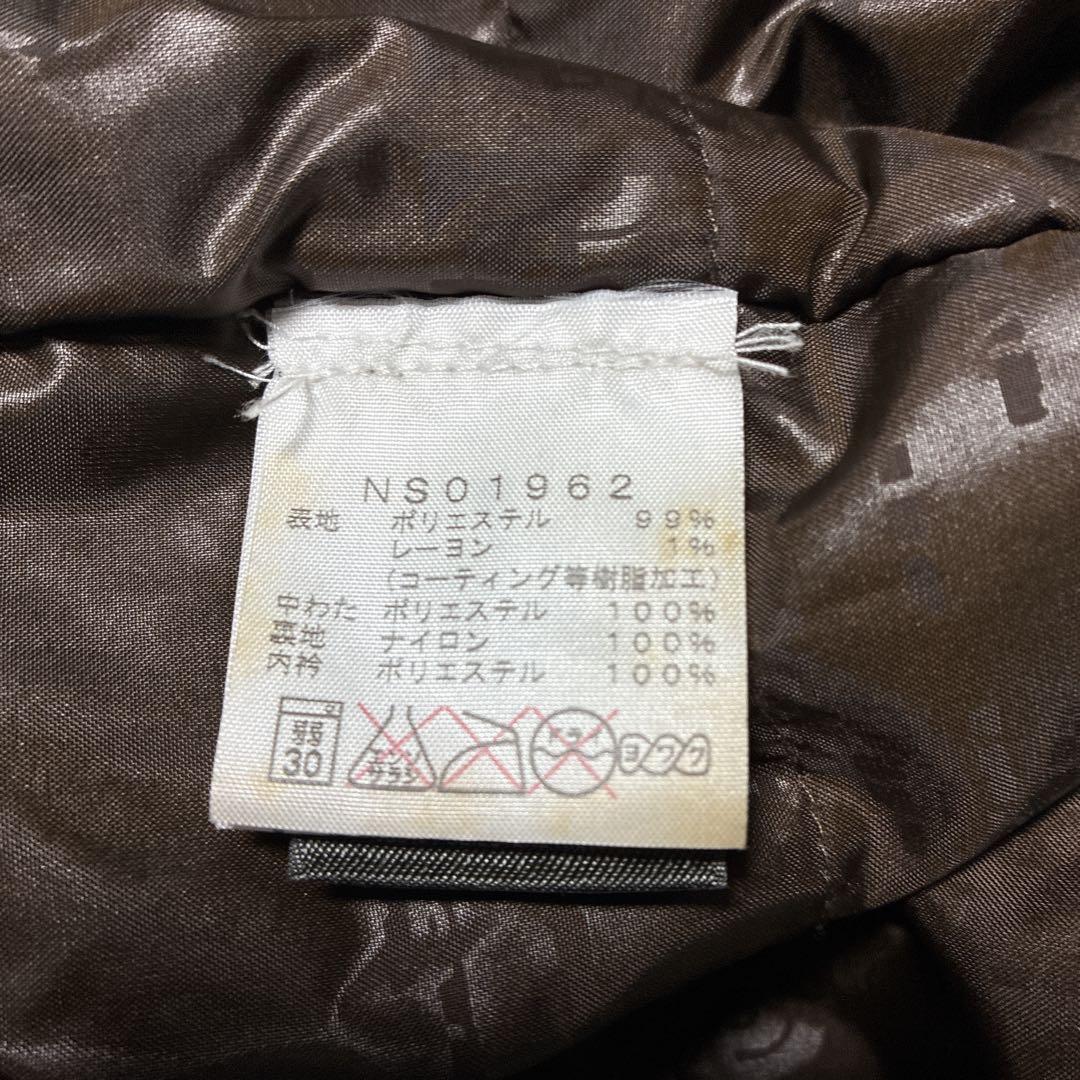 NS01962
表地 ポリエステル 99%
レーヨン 1%
(コーティング等樹脂加工)
中わた ポリエステル 100%
裏地 ナイロン 100%
内衿 ポリエステル 100%
弱 30 エンソ サラシ ドライ ヨワク